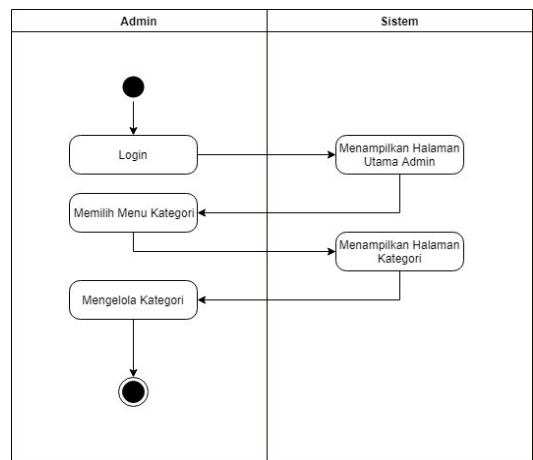 Admin
Sistem
Login
Menampilkan Halaman
Utama Admin
Memilih Menu Kategori
Menampilkan Halaman
Kategori
Mengelola Kategori